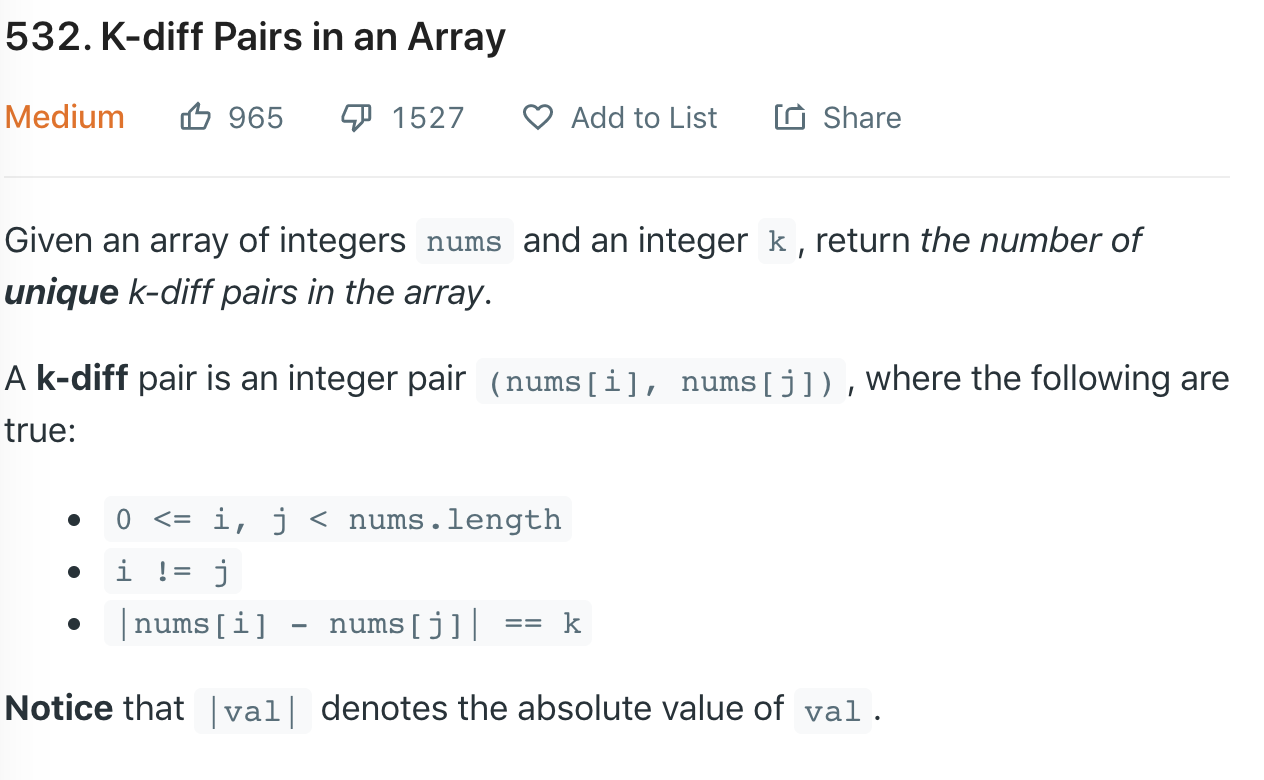 532. K-diff Pairs in an Array
Medium 965 1527 Add to List Share
Given an array of integers nums and an integer k, return the number of
unique k-diff pairs in the array.
A k-diff pair is an integer pair (nums[i], nums[j]), where the following are
true:
• 0 <= i, j < nums.length
• i != j
• |nums[i] - nums[j]| == k
Notice that |val| denotes the absolute value of val.